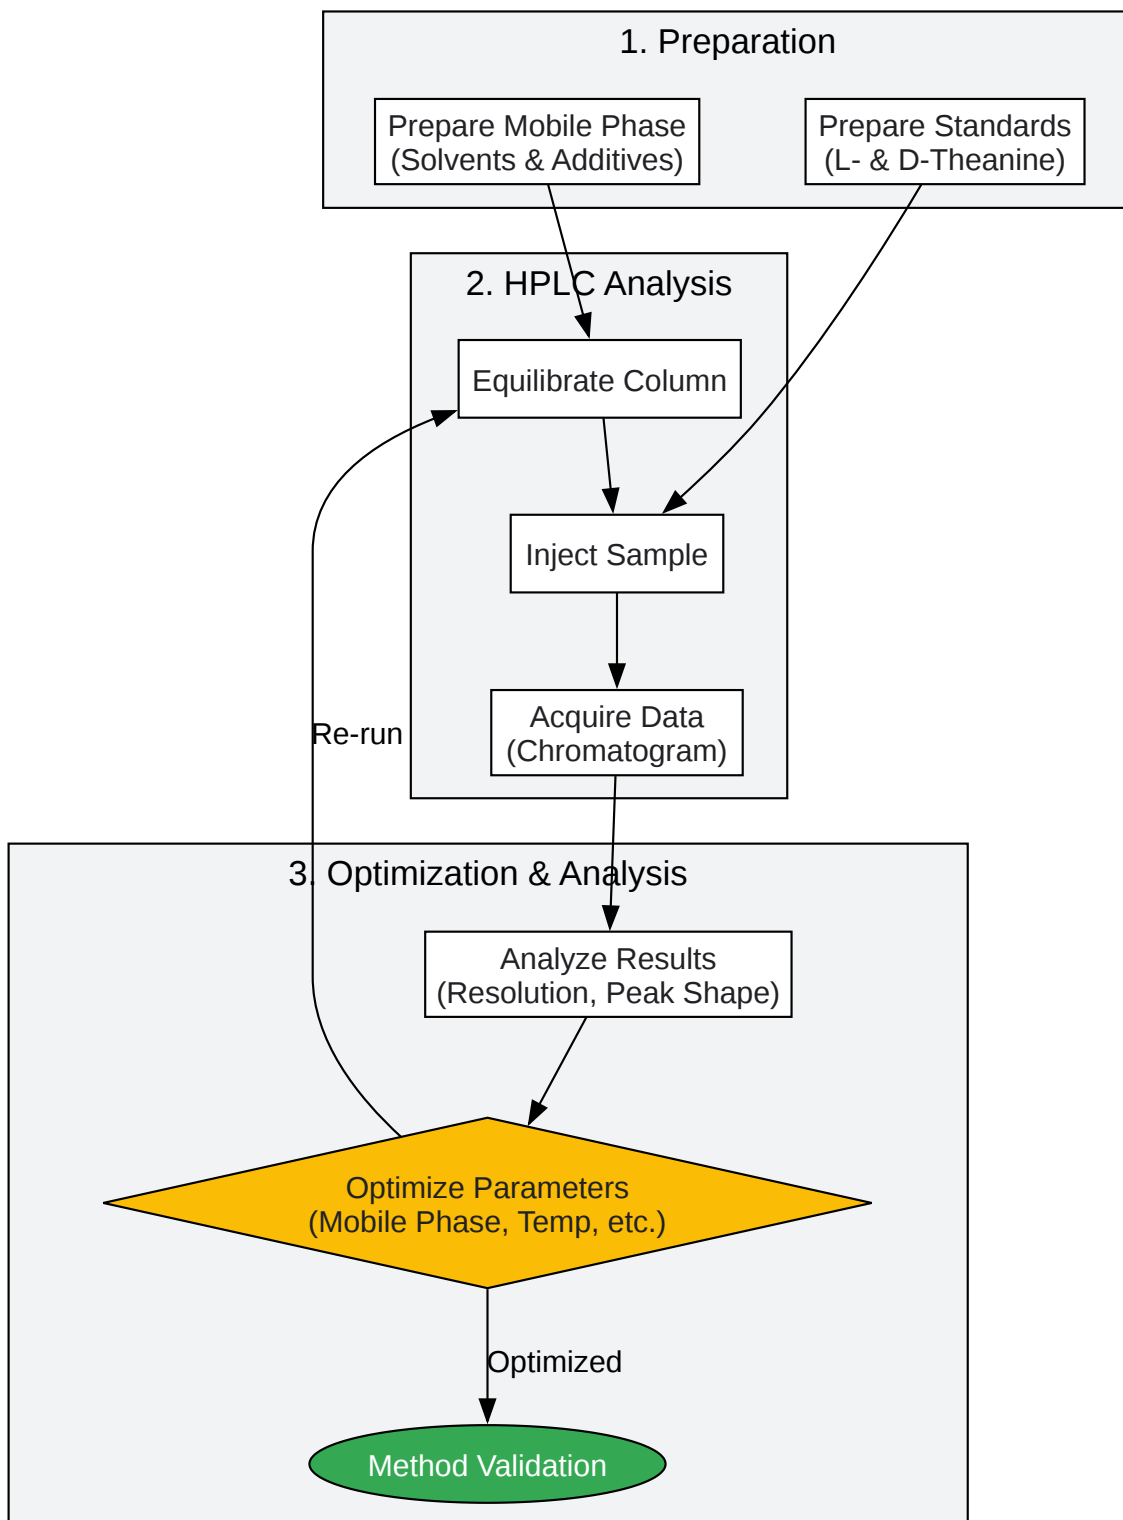 1. Preparation
Prepare Mobile Phase
(Solvents & Additives)
Prepare Standards
(L- & D-Theanine)
2. HPLC Analysis
Equilibrate Column
Inject Sample
Acquire Data
(Chromatogram)
Re-run
3. Optimization & Analysis
Analyze Results
(Resolution, Peak Shape)
Optimize Parameters
(Mobile Phase, Temp, etc.)
Optimized
Method Validation